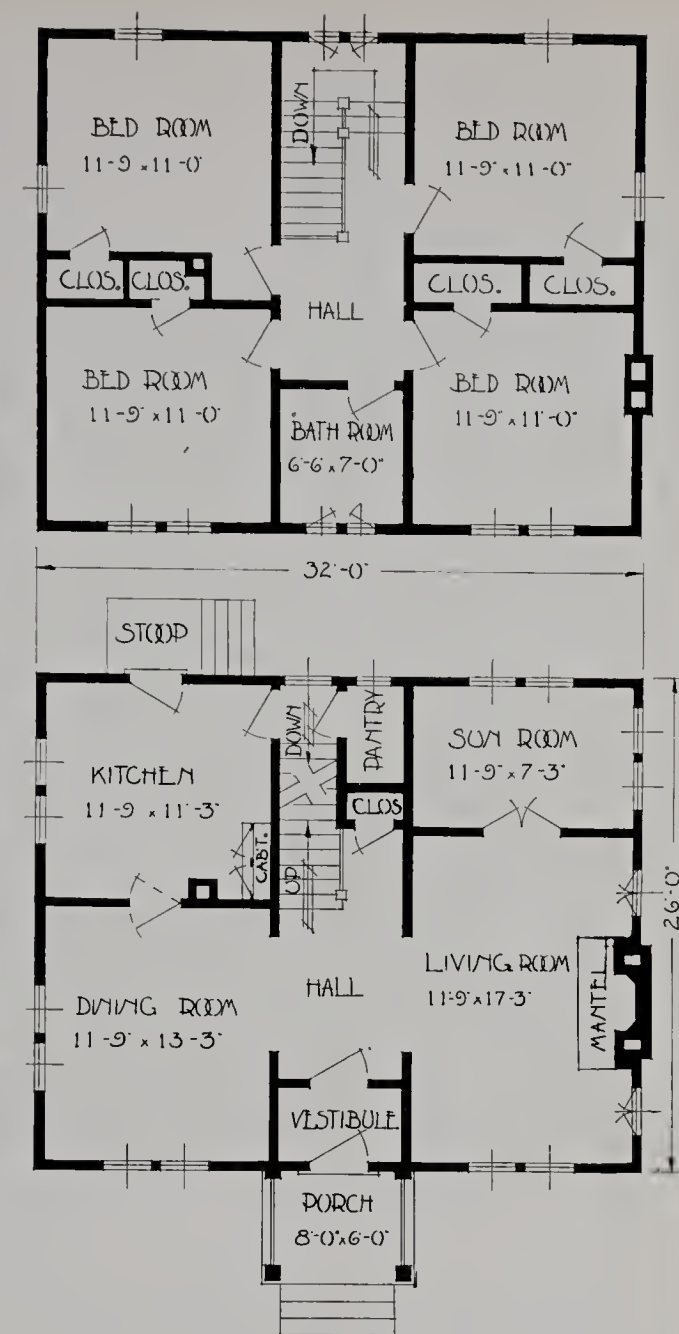 BED ROOM
11-9 x 11-0
DOWN
BED ROOM
11-9 x 11-0
CLOS.
CLOS.
CLOS.
CLOS.
HALL
BED ROOM
11-9 x 11-0
BATH ROOM
6-6 x 7-0
BED ROOM
11-9 x 11-0
32-0
STOOP
DOWN
PANTRY
KITCHEN
11-9 x 11-3
SUN ROOM
11-9 x 7-3
CLOS
CABT.
UP
26-0
DINING ROOM
11-9 x 13-3
HALL
LIVING ROOM
11-9 x 17-3
MANTEL
VESTIBULE
PORCH
8-0 x 6-0